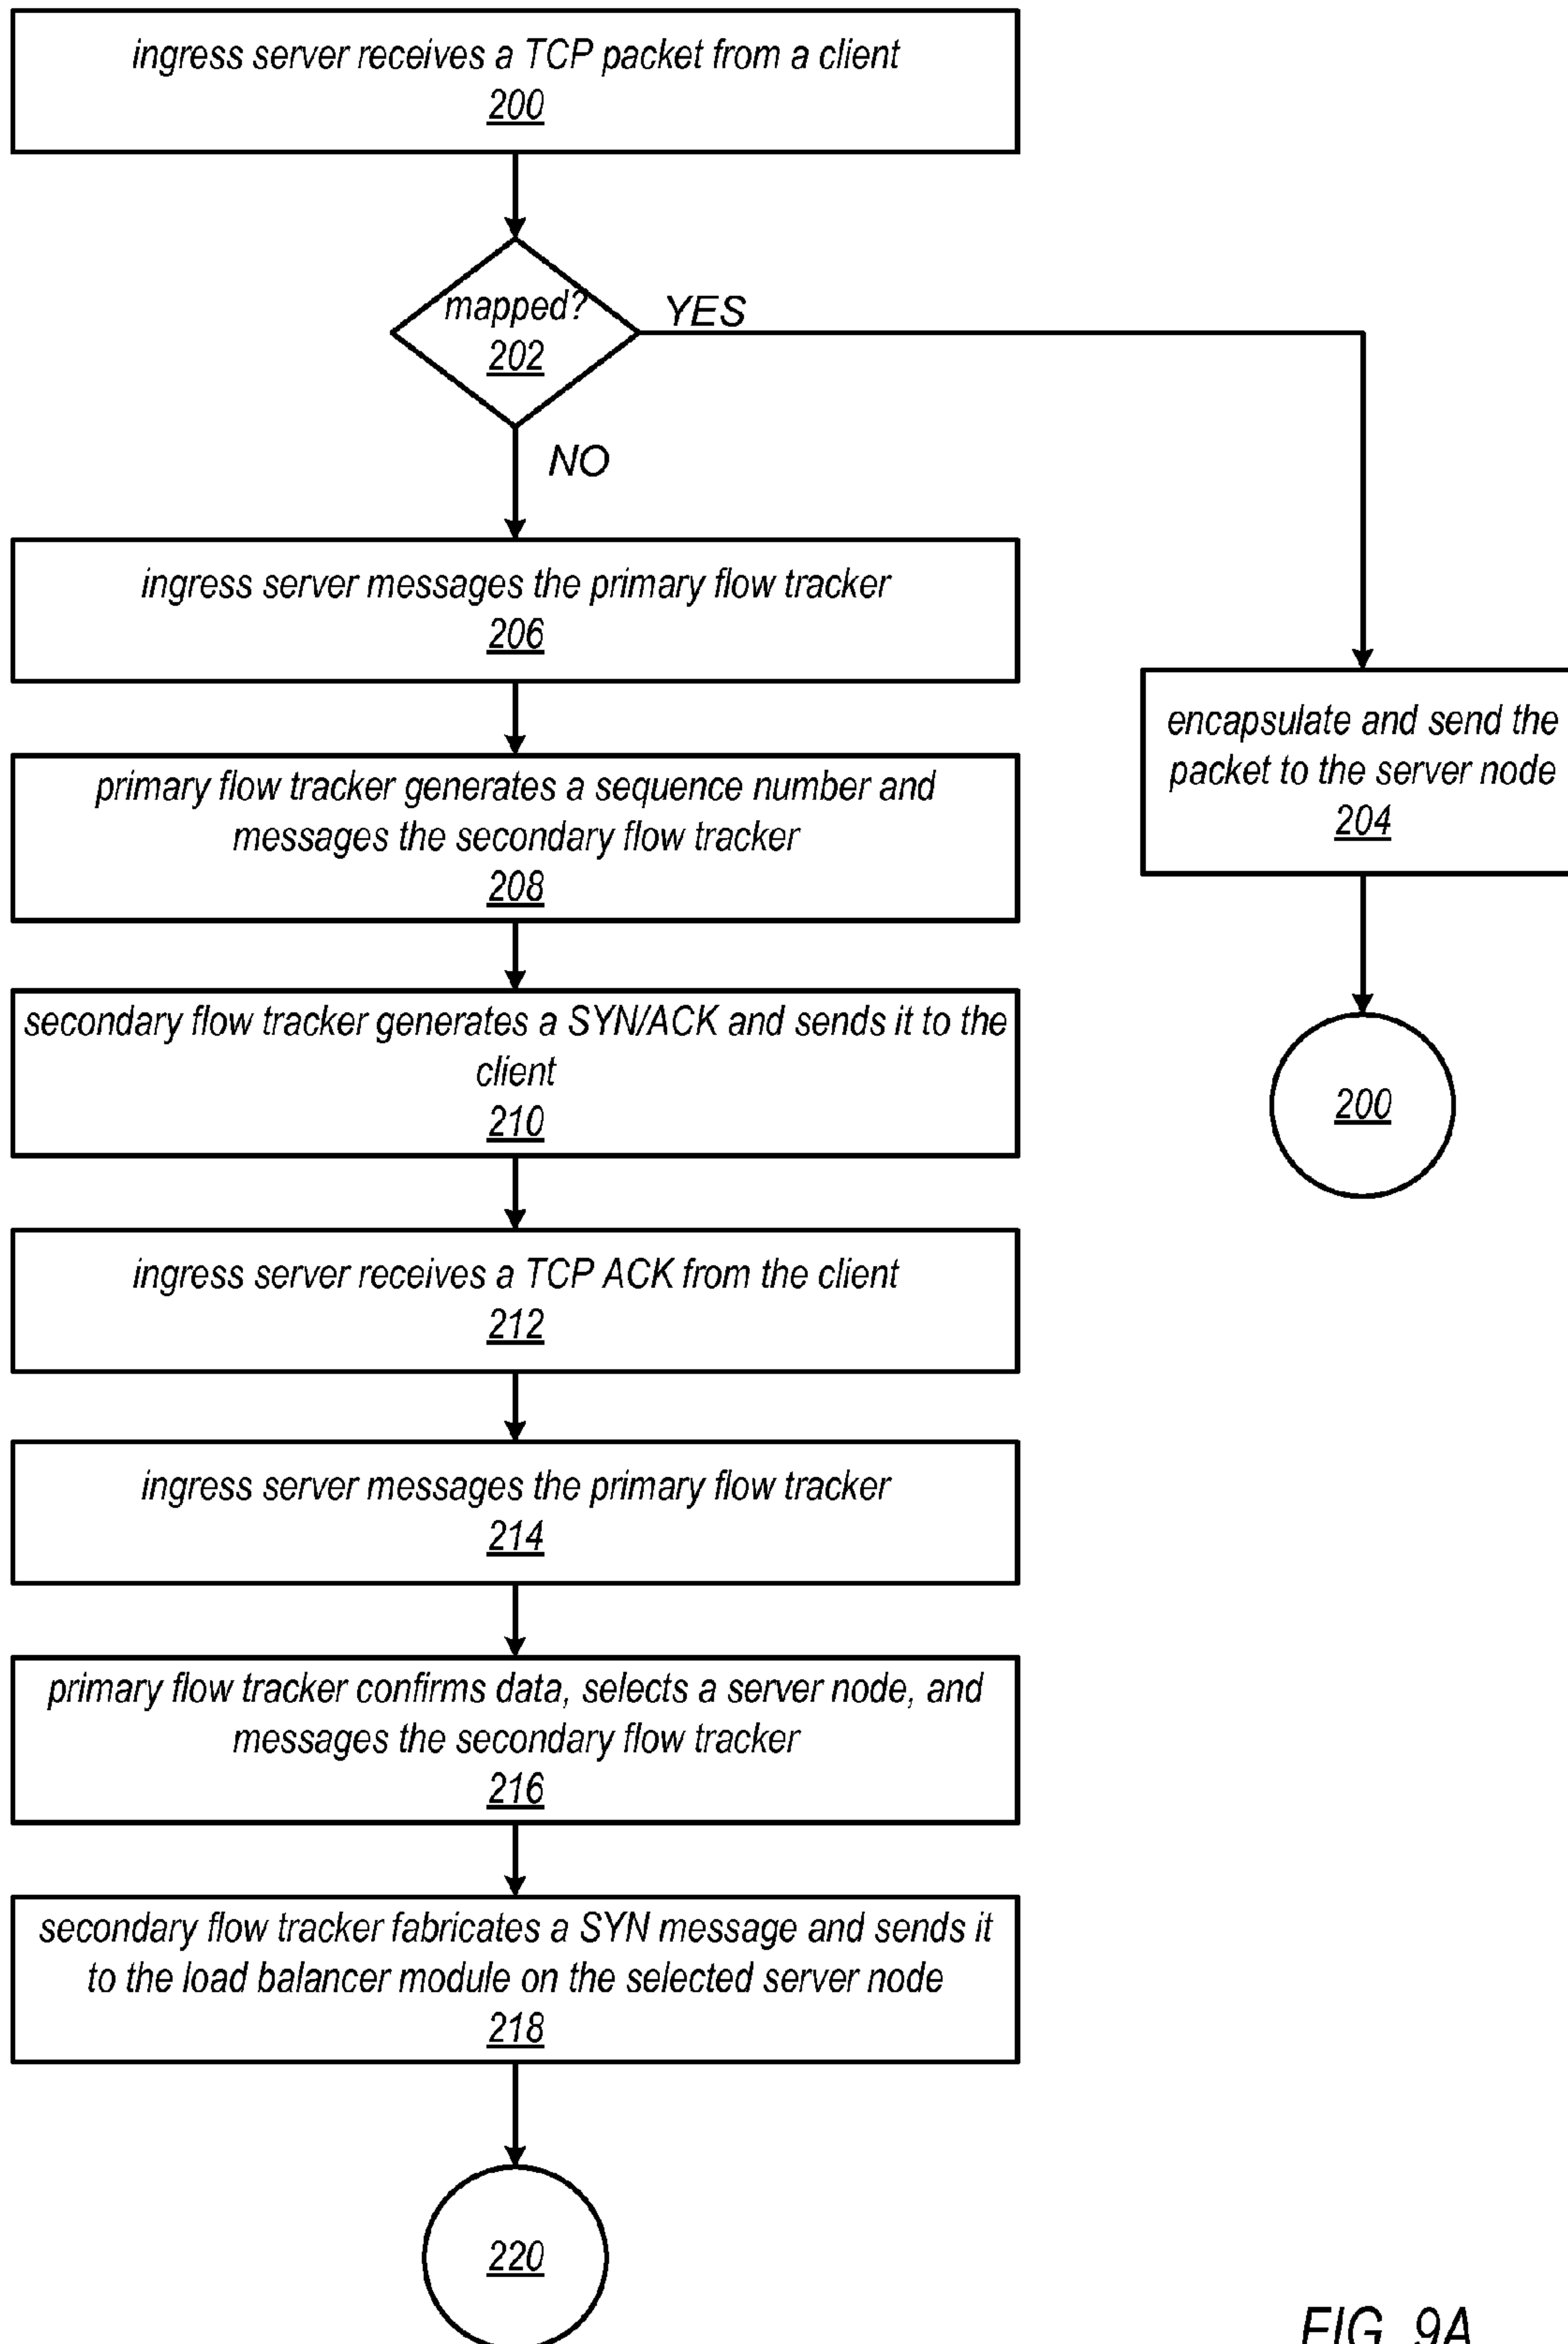 ingress server receives a TCP packet from a client
200
mapped?
202
YES
NO
ingress server messages the primary flow tracker
206
encapsulate and send the
packet to the server node
204
primary flow tracker generates a sequence number and
messages the secondary flow tracker
208
secondary flow tracker generates a SYN/ACK and sends it to the
client
210
200
ingress server receives a TCP ACK from the client
212
ingress server messages the primary flow tracker
214
primary flow tracker confirms data, selects a server node, and
messages the secondary flow tracker
216
secondary flow tracker fabricates a SYN message and sends it
to the load balancer module on the selected server node
218
220
FIG. 9A